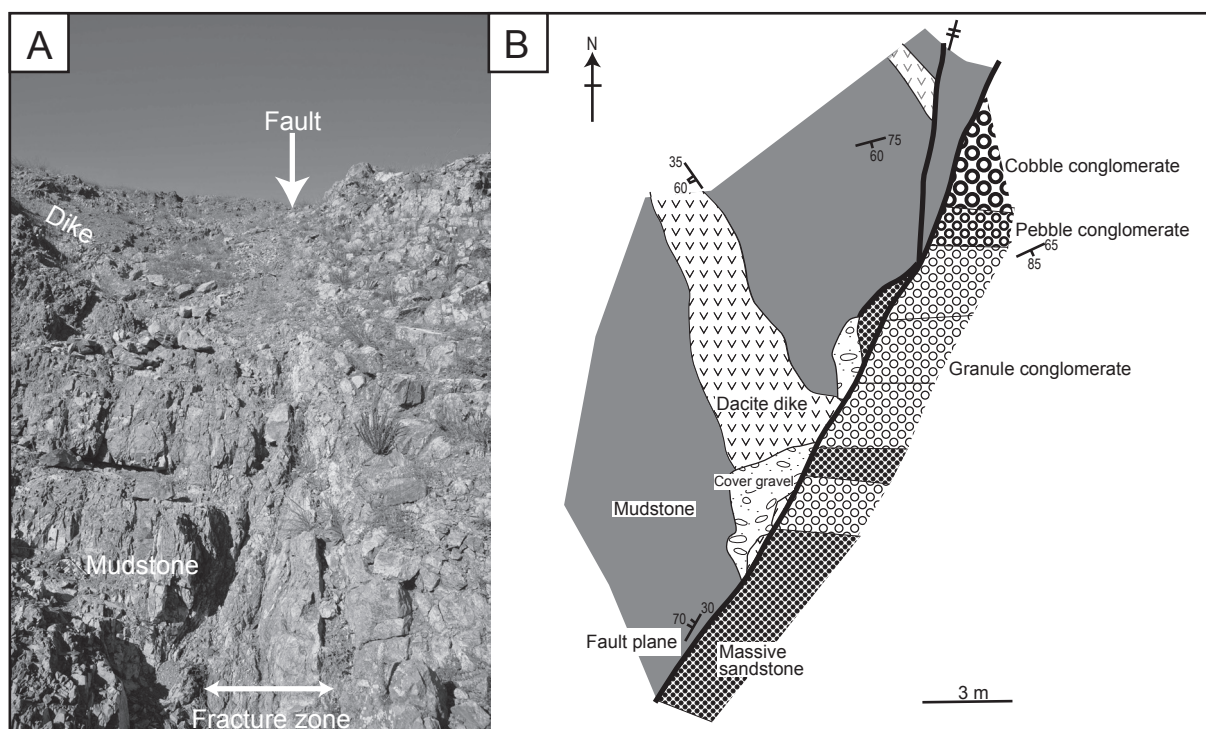 A
Fault
Dike
Mudstone
Fracture zone
B
N
35
60
75
60
Cobble conglomerate
Pebble conglomerate
65
85
Granule conglomerate
Dacite dike
Cover gravel
Mudstone
70
30
Fault plane
Massive
sandstone
3 m